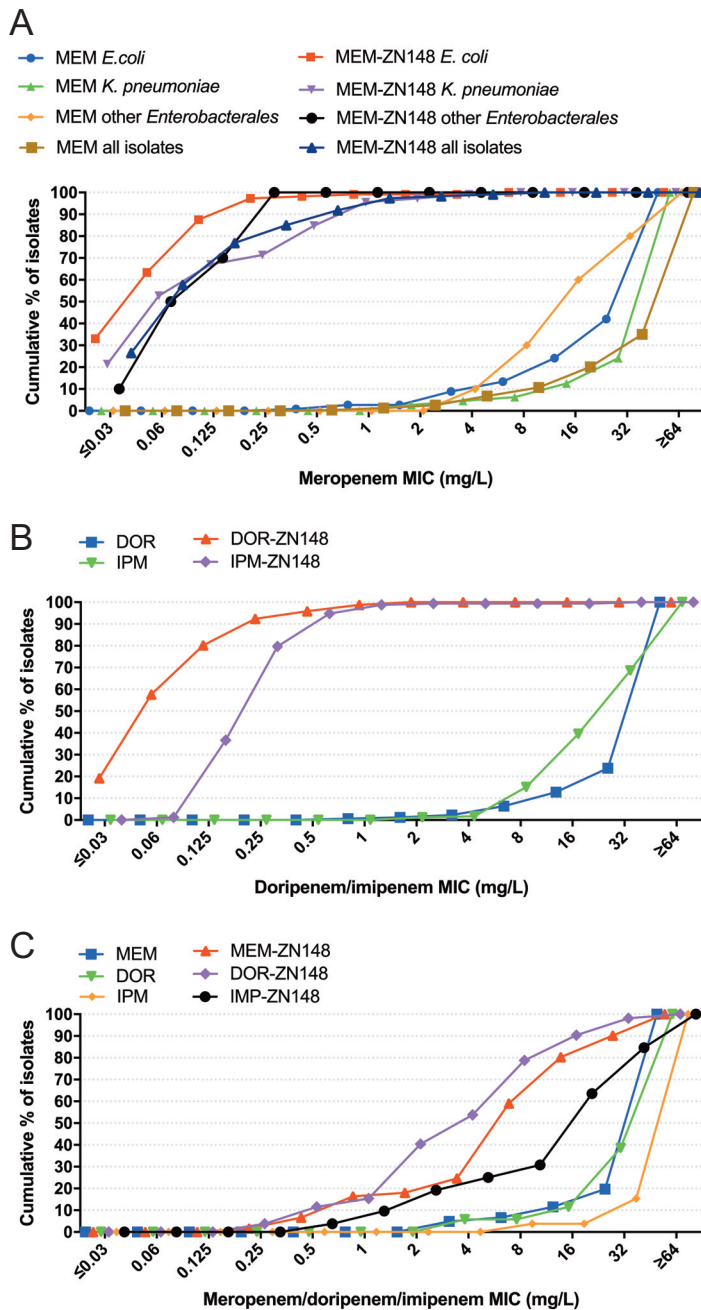 A
MEM E.coli
MEM-ZN148 E. coli
MEM K. pneumoniae
MEM-ZN148 K. pneumoniae
MEM other Enterobacterales
MEM-ZN148 other Enterobacterales
MEM all isolates
MEM-ZN148 all isolates
Cumulative % of isolates
100
90
80
70
60
50
40
30
20
10
0
≤0.03 0.06 0.125 0.25 0.5 1 2 4 8 16 32 ≥64
Meropenem MIC (mg/L)
B
DOR
DOR-ZN148
IPM
IPM-ZN148
Cumulative % of isolates
100
90
80
70
60
50
40
30
20
10
0
≤0.03 0.06 0.125 0.25 0.5 1 2 4 8 16 32 ≥64
Doripenem/imipenem MIC (mg/L)
C
MEM
MEM-ZN148
DOR
DOR-ZN148
IPM
IMP-ZN148
Cumulative % of isolates
100
90
80
70
60
50
40
30
20
10
0
≤0.03 0.06 0.125 0.25 0.5 1 2 4 8 16 32 ≥64
Meropenem/doripenem/imipenem MIC (mg/L)